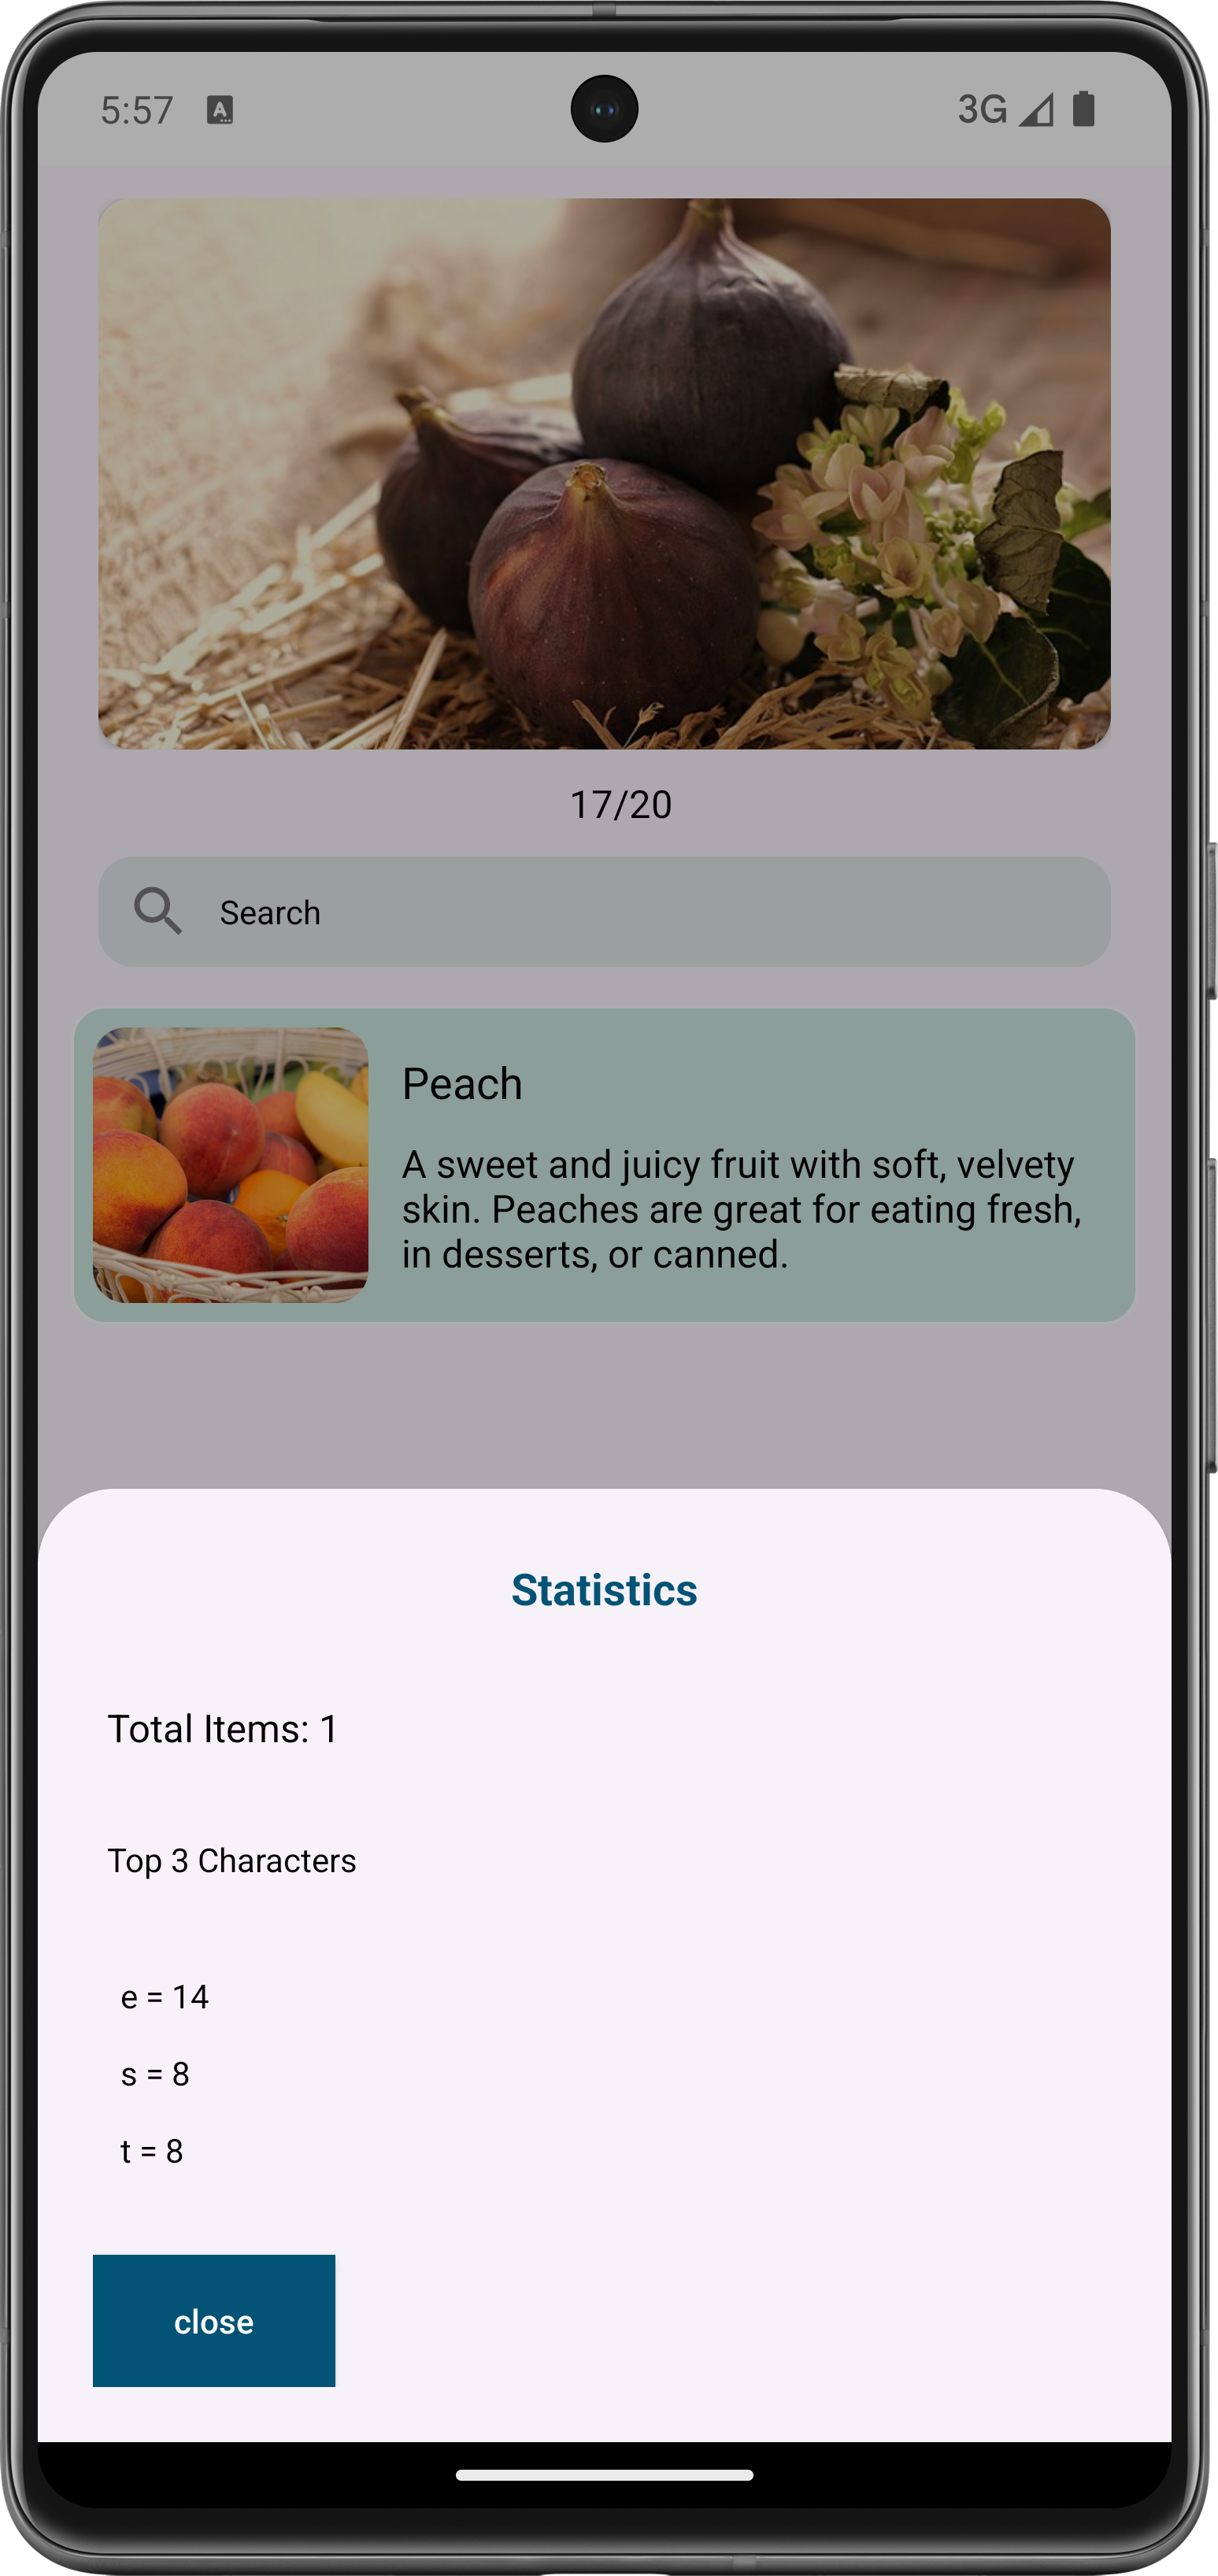 5:57 A 3G
17/20
Search
Peach
A sweet and juicy fruit with soft, velvety
skin. Peaches are great for eating fresh,
in desserts, or canned.
Statistics
Total Items: 1
Top 3 Characters
e = 14
s = 8
t = 8
close